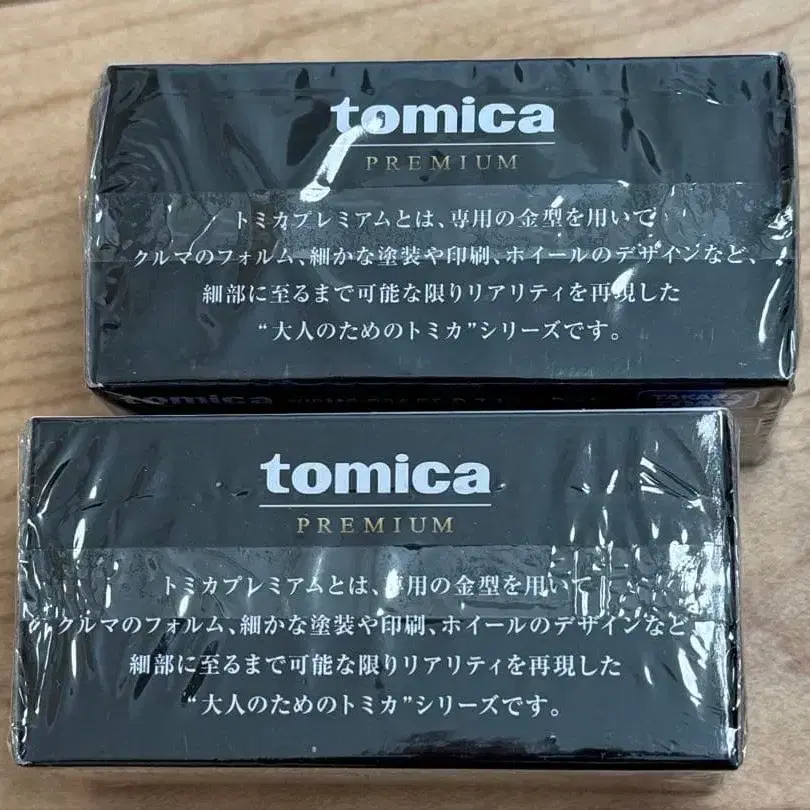 tomica
PREMIUM
トミカプレミアムとは、専用の金型を用いて
クルマのフォルム、細かな塗装や印刷、ホイールのデザインなど、
細部に至るまで可能な限りリアリティを再現した
“大人のためのトミカ”シリーズです。
tomica
tomica
PREMIUM
トミカプレミアムとは、専用の金型を用いて
クルマのフォルム、細かな塗装や印刷、ホイールのデザインなど
細部に至るまで可能な限りリアリティを再現した
“大人のためのトミカ”シリーズです。